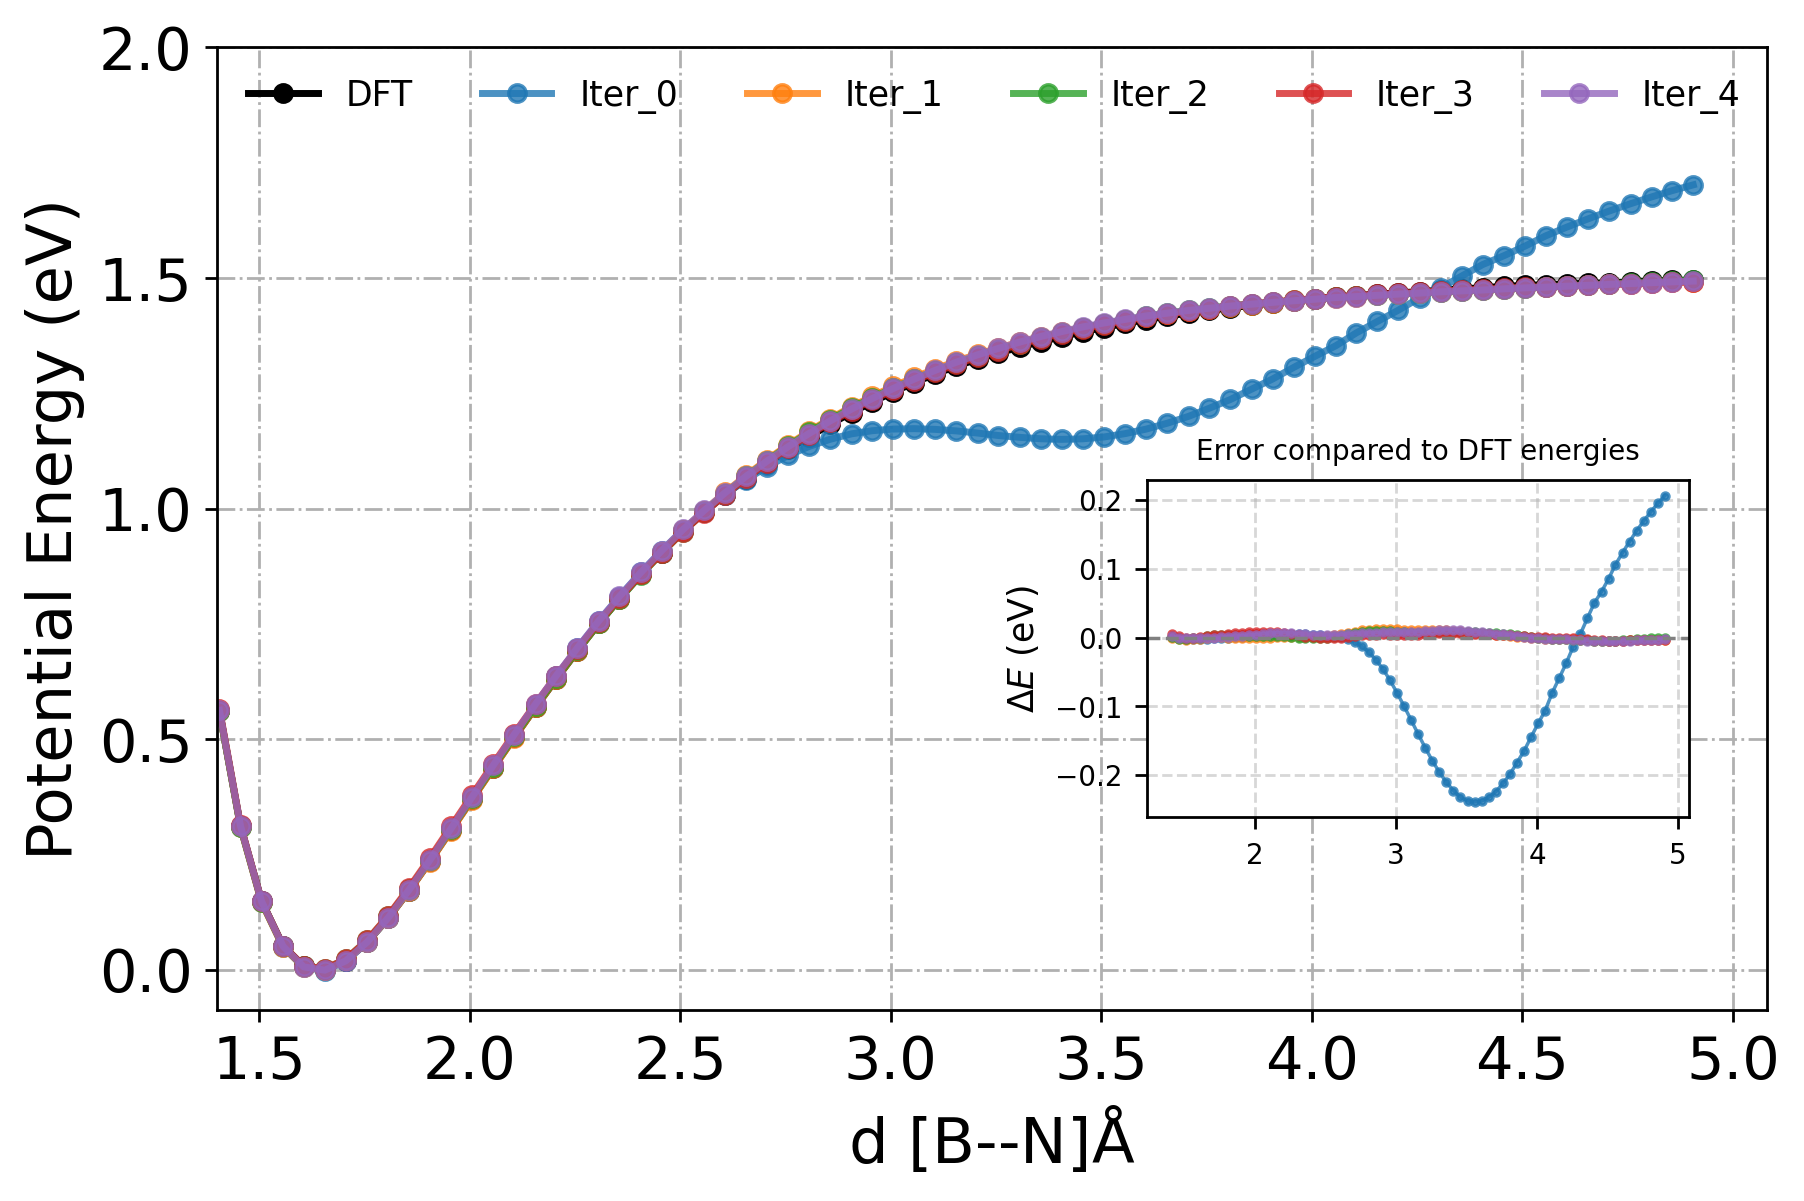 2.0
1.5
1.0
0.5
0.0
Potential Energy (eV)
DFT Iter_0 Iter_1 Iter_2 Iter_3 Iter_4
Error compared to DFT energies
0.2
0.1
0.0
−0.1
−0.2
ΔE (eV)
2 3 4 5
1.5 2.0 2.5 3.0 3.5 4.0 4.5 5.0
d [B--N]Å